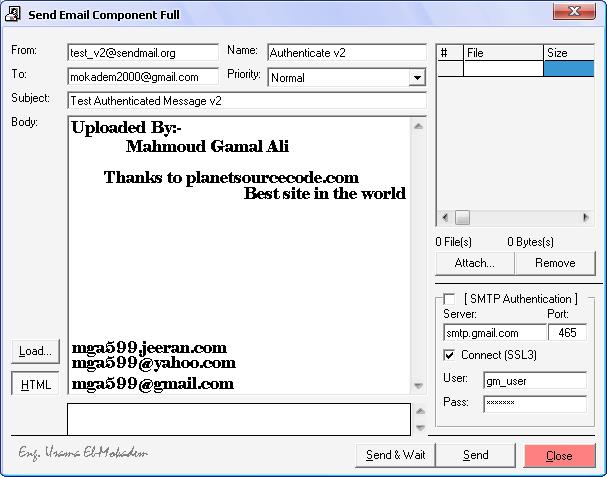 Send Email Component Full
From: test_v2@sendmail.org Name: Authenticate v2
To: mokadem2000@gmail.com Priority: Normal
Subject: Test Authenticated Message v2
Body:
Uploaded By:-
Mahmoud Gamal Ali
Thanks to planetsourcecode.com
Best site in the world
mga599.jeeran.com
mga599@yahoo.com
mga599@gmail.com
Load...
HTML
# File Size
0 File(s) 0 Bytes(s)
Attach... Remove
[ SMTP Authentication ]
Server: Port:
smtp.gmail.com 465
Connect (SSL3)
User: gm_user
Pass: xxxxxxx
Eng. Usama El-Mokadem
Send & Wait Send Close